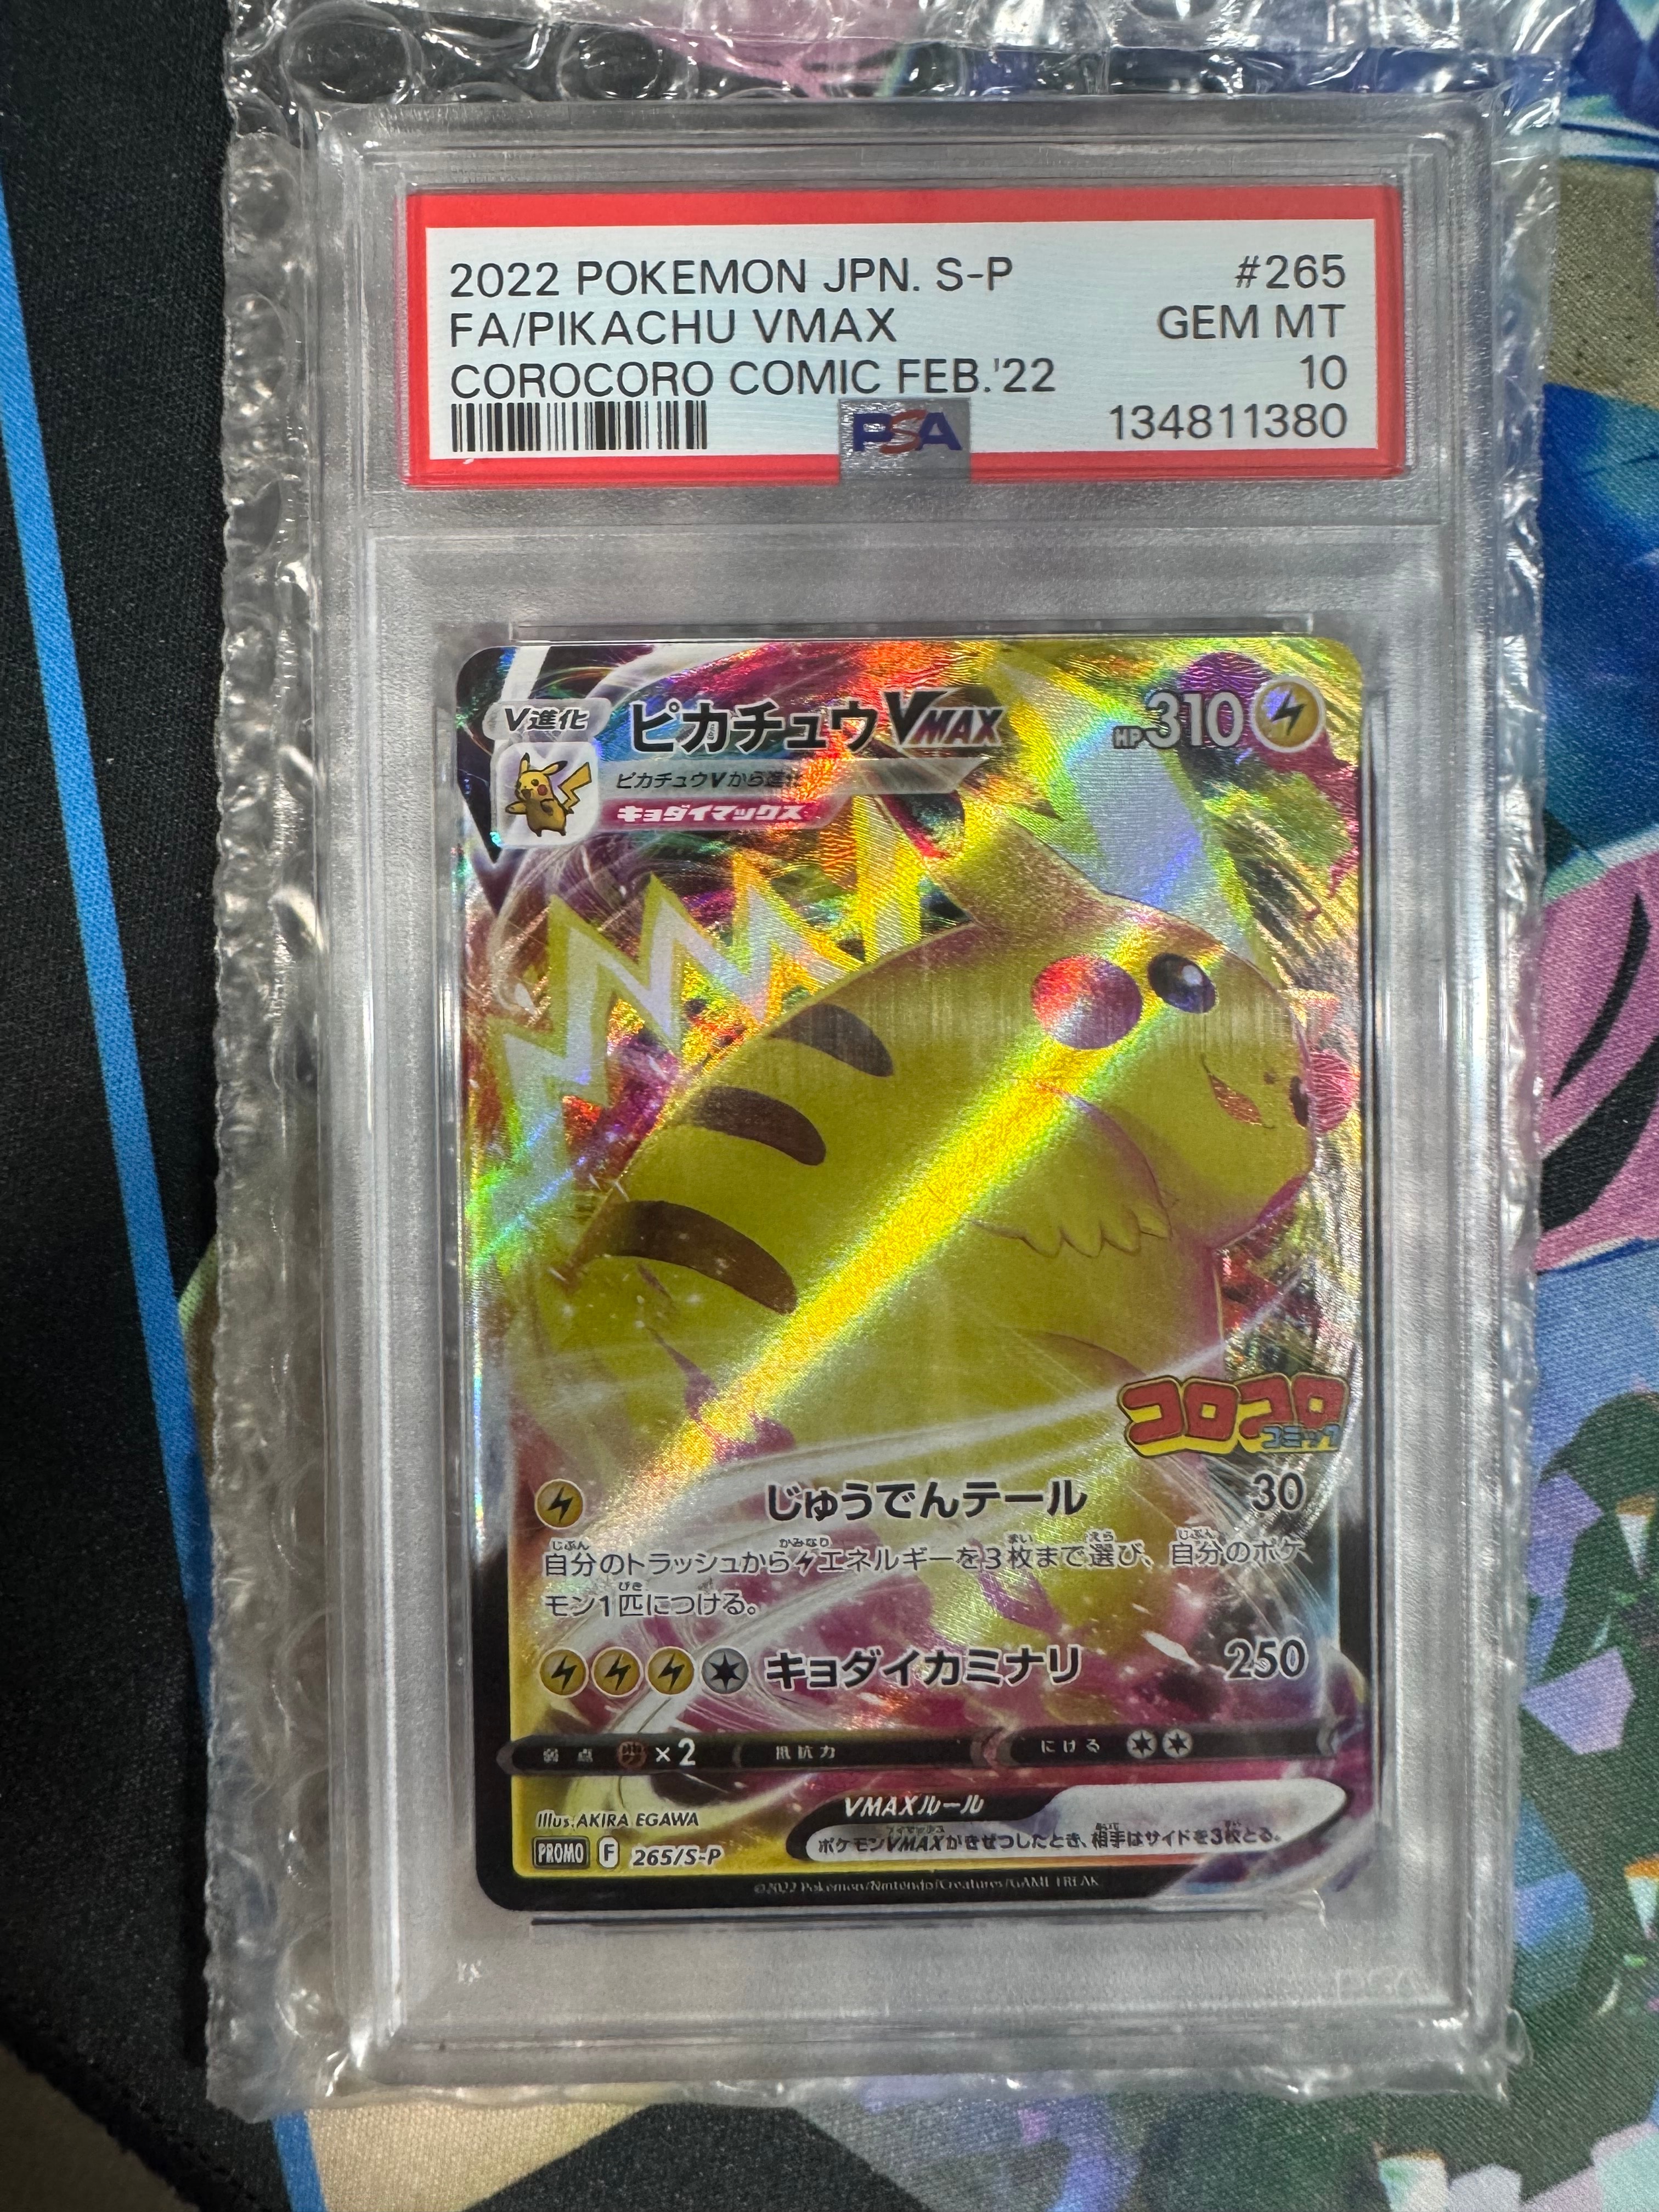 2022 POKEMON JPN. S-P #265
FA/PIKACHU VMAX GEM MT
COROCORO COMIC FEB.'22 10
PSA 134811380
V進化 ピカチュウVMAX HP310
ピカチュウVから進化
キョダイマックス
コロコロ
コミック
じゅうでんテール 30
自分のトラッシュからエネルギーを3枚まで選び、自分のポケ
モン1匹につける。
キョダイカミナリ 250
弱点 ×2 抵抗力 にげる
Illus. AKIRA EGAWA VMAXルール
ポケモンVMAXがきぜつしたとき、相手はサイドを3枚とる。
PROMO F 265/S-P
©2022 Pokémon/Nintendo/Creatures/GAME FREAK